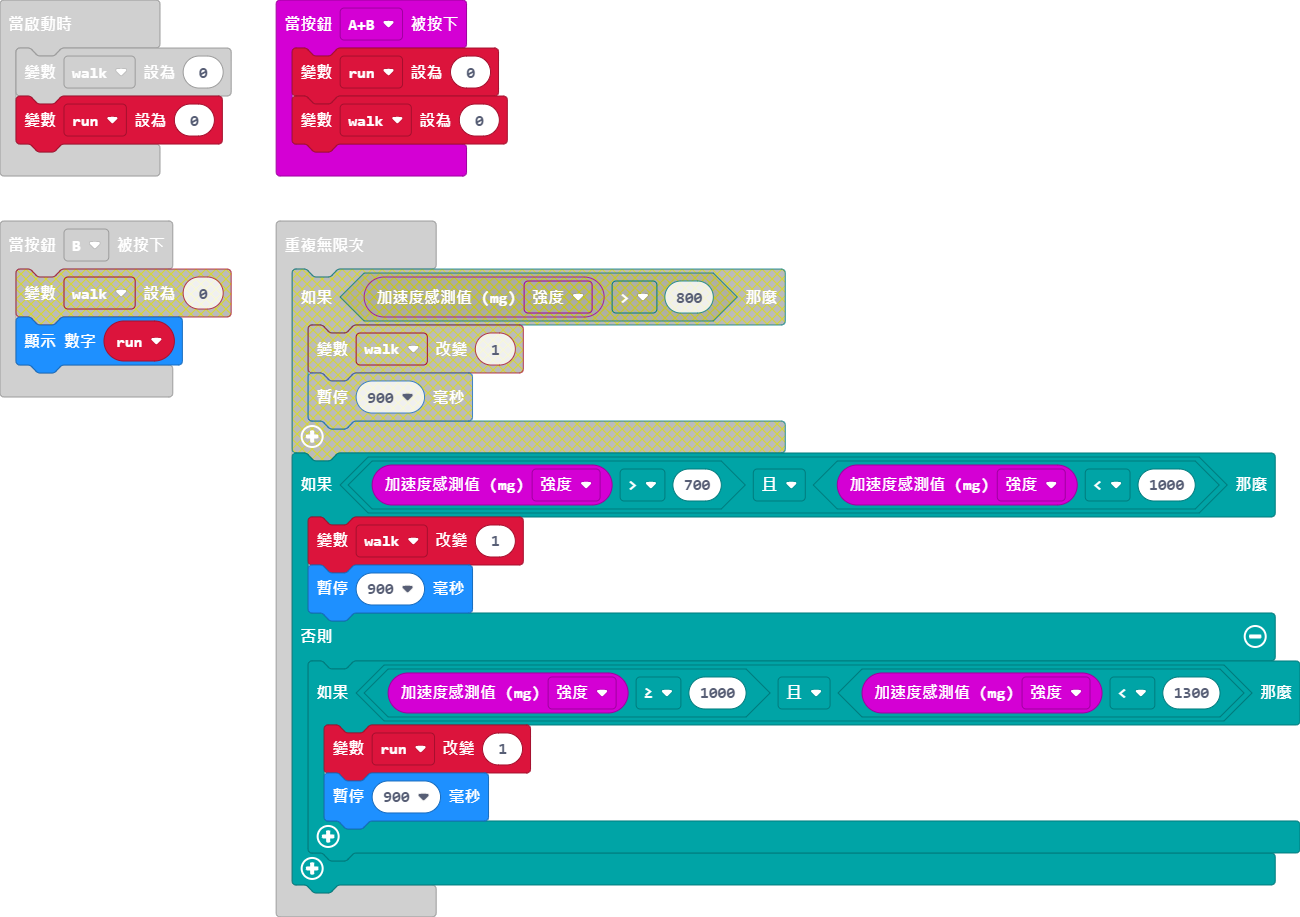 當啟動時
變數 walk 設為 0
變數 run 設為 0
當按鈕 A+B 被按下
變數 run 設為 0
變數 walk 設為 0
當按鈕 B 被按下
變數 walk 設為 0
顯示 數字 run
重複無限次
如果 加速度感測值 (mg) 強度 > 800 那麼
變數 walk 改變 1
暫停 900 毫秒
如果 加速度感測值 (mg) 強度 > 700 且 加速度感測值 (mg) 強度 < 1000 那麼
變數 walk 改變 1
暫停 900 毫秒
否則
如果 加速度感測值 (mg) 強度 ≥ 1000 且 加速度感測值 (mg) 強度 < 1300 那麼
變數 run 改變 1
暫停 900 毫秒